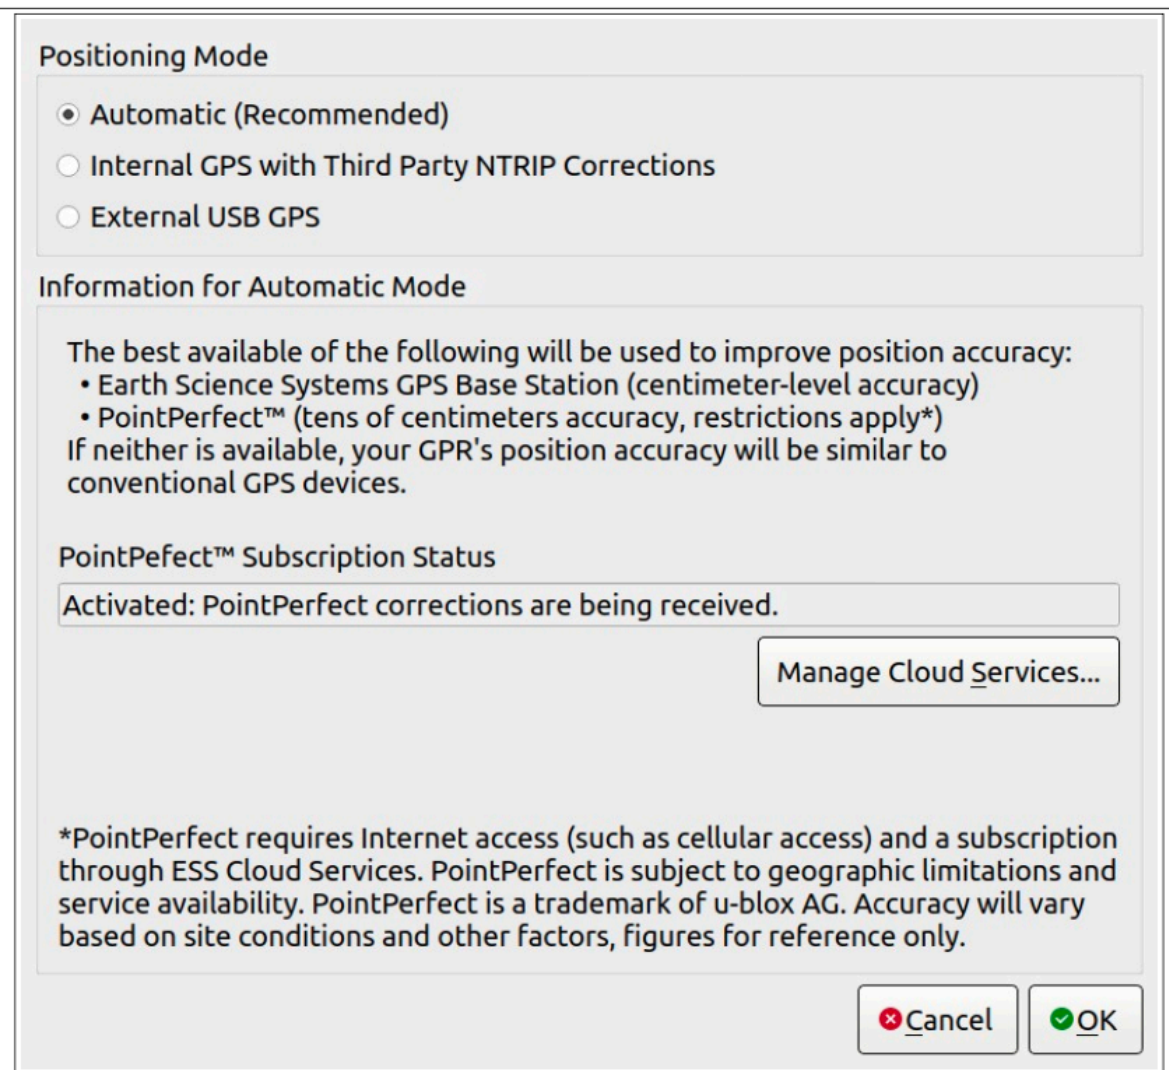 Positioning Mode
Automatic (Recommended)
Internal GPS with Third Party NTRIP Corrections
External USB GPS
Information for Automatic Mode
The best available of the following will be used to improve position accuracy:
• Earth Science Systems GPS Base Station (centimeter-level accuracy)
• PointPerfect™ (tens of centimeters accuracy, restrictions apply*)
If neither is available, your GPR's position accuracy will be similar to
conventional GPS devices.
PointPefect™ Subscription Status
Activated: PointPerfect corrections are being received.
Manage Cloud Services...
*PointPerfect requires Internet access (such as cellular access) and a subscription
through ESS Cloud Services. PointPerfect is subject to geographic limitations and
service availability. PointPerfect is a trademark of u-blox AG. Accuracy will vary
based on site conditions and other factors, figures for reference only.
Cancel OK